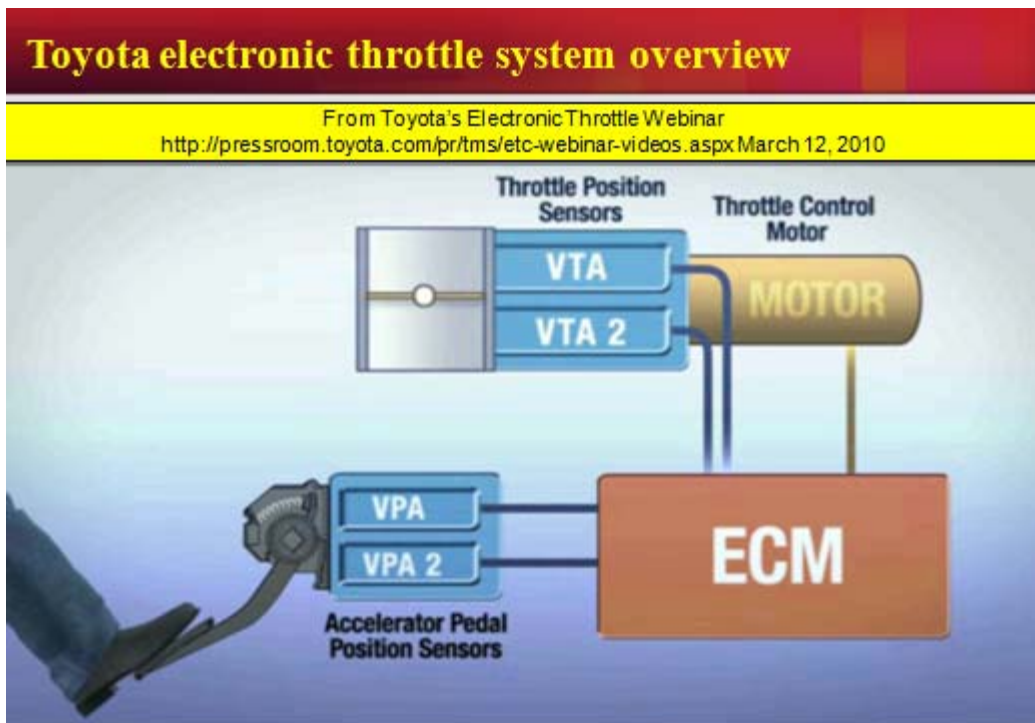 Toyota electronic throttle system overview
From Toyota's Electronic Throttle Webinar
http://pressroom.toyota.com/pr/tms/etc-webinar-videos.aspx March 12, 2010
Throttle Position
Sensors
Throttle Control
Motor
VTA
MOTOR
VTA 2
VPA
VPA 2
ECM
Accelerator Pedal
Position Sensors